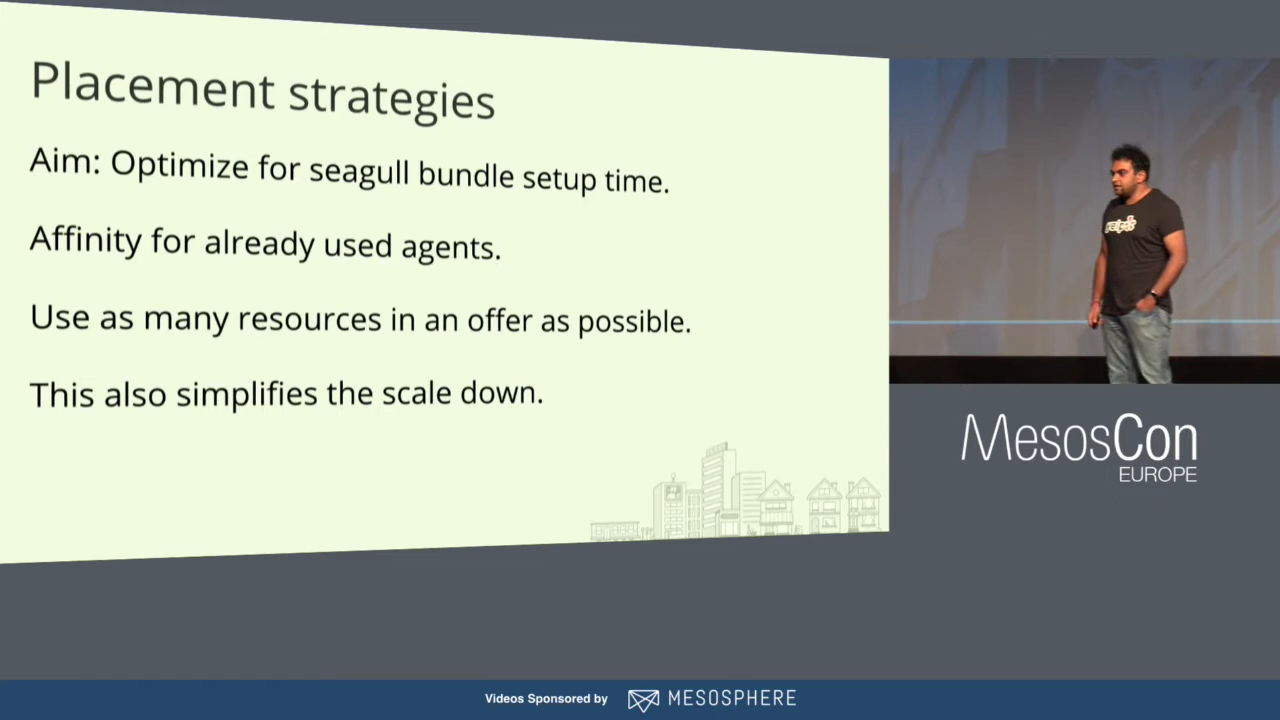 Placement strategies
Aim: Optimize for seagull bundle setup time.
Affinity for already used agents.
Use as many resources in an offer as possible.
This also simplifies the scale down.
MesosCon
EUROPE
Videos Sponsored by MESOSPHERE